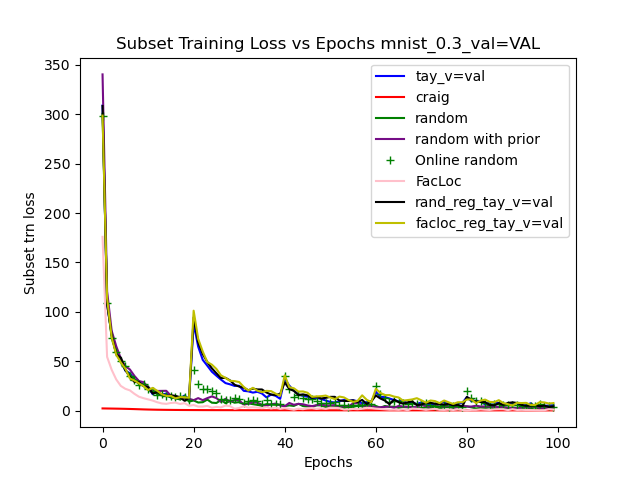 Subset Training Loss vs Epochs mnist_0.3_val=VAL
350
300
250
200
150
100
50
0
Subset trn loss
tay_v=val
craig
random
random with prior
Online random
FacLoc
rand_reg_tay_v=val
facloc_reg_tay_v=val
0 20 40 60 80 100
Epochs